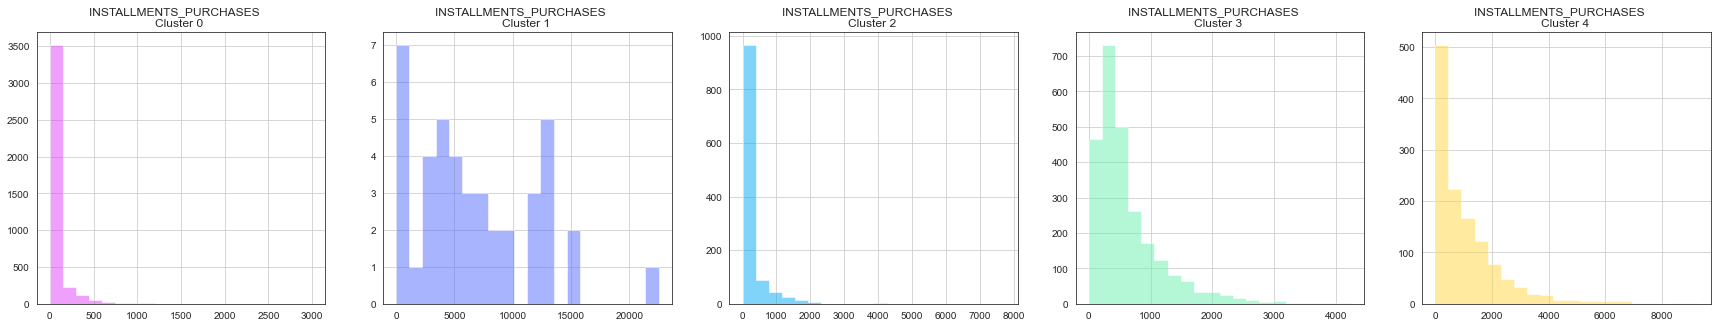 INSTALLMENTS_PURCHASES
Cluster 0
3500
3000
2500
2000
1500
1000
500
0
0 500 1000 1500 2000 2500 3000
INSTALLMENTS_PURCHASES
Cluster 1
7
6
5
4
3
2
1
0
0 5000 10000 15000 20000
INSTALLMENTS_PURCHASES
Cluster 2
1000
800
600
400
200
0
0 1000 2000 3000 4000 5000 6000 7000 8000
INSTALLMENTS_PURCHASES
Cluster 3
700
600
500
400
300
200
100
0
0 1000 2000 3000 4000
INSTALLMENTS_PURCHASES
Cluster 4
500
400
300
200
100
0
0 2000 4000 6000 8000